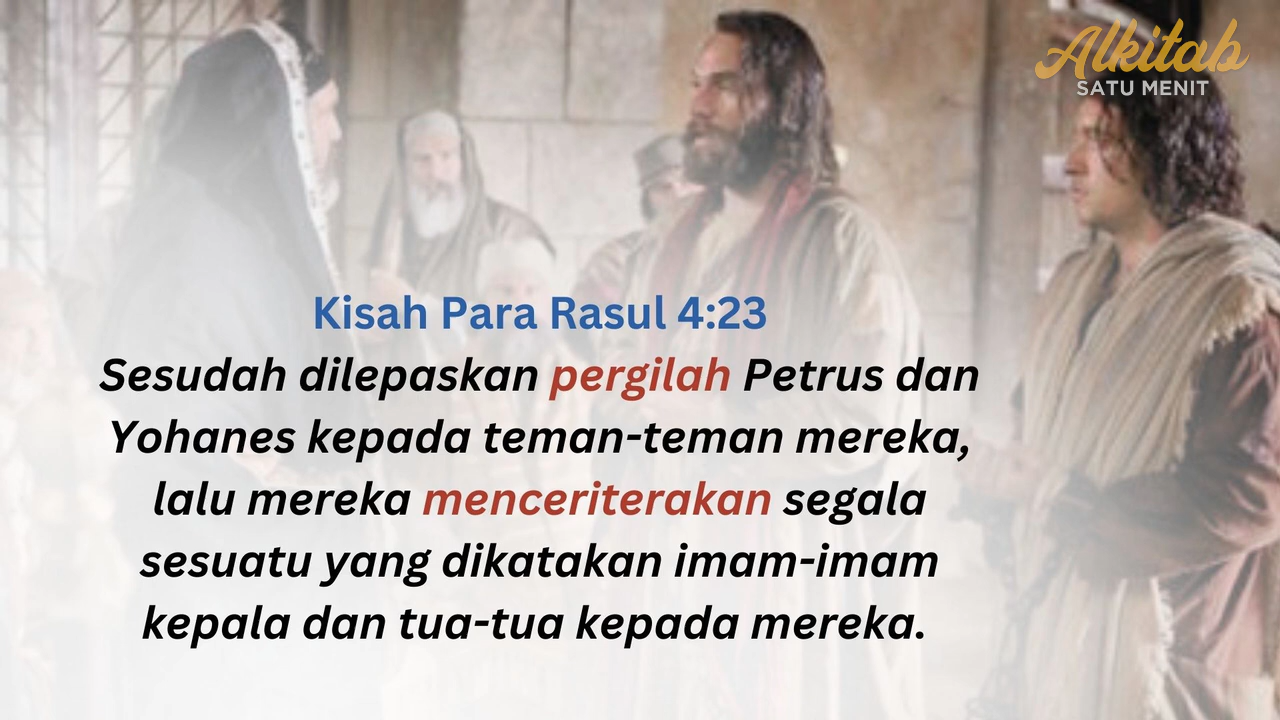 Alkitab
SATU MENIT
Kisah Para Rasul 4:23
Sesudah dilepaskan pergilah Petrus dan
Yohanes kepada teman-teman mereka,
lalu mereka menceriterakan segala
sesuatu yang dikatakan imam-imam
kepala dan tua-tua kepada mereka.